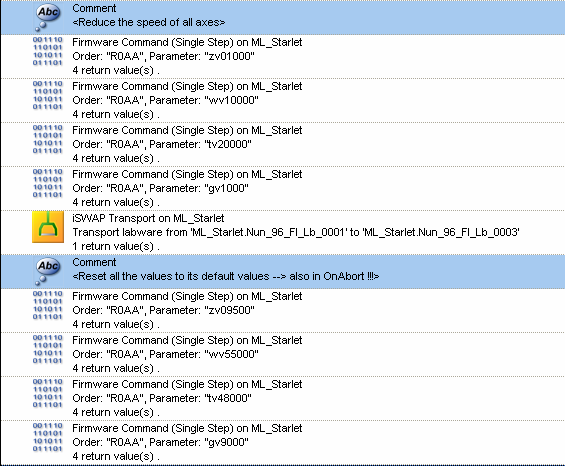 Abc
Comment
<Reduce the speed of all axes>
001110
110101
101011
011101
Firmware Command (Single Step) on ML_Starlet
Order: "R0AA", Parameter: "zv01000"
4 return value(s) .
001110
110101
101011
011101
Firmware Command (Single Step) on ML_Starlet
Order: "R0AA", Parameter: "wv10000"
4 return value(s) .
001110
110101
101011
011101
Firmware Command (Single Step) on ML_Starlet
Order: "R0AA", Parameter: "tv20000"
4 return value(s) .
001110
110101
101011
011101
Firmware Command (Single Step) on ML_Starlet
Order: "R0AA", Parameter: "gv1000"
4 return value(s) .
iSWAP Transport on ML_Starlet
Transport labware from 'ML_Starlet.Nun_96_Fl_Lb_0001' to 'ML_Starlet.Nun_96_Fl_Lb_0003'
1 return value(s) .
Abc
Comment
<Reset all the values to its default values --> also in OnAbort !!!>
001110
110101
101011
011101
Firmware Command (Single Step) on ML_Starlet
Order: "R0AA", Parameter: "zv09500"
4 return value(s) .
001110
110101
101011
011101
Firmware Command (Single Step) on ML_Starlet
Order: "R0AA", Parameter: "wv55000"
4 return value(s) .
001110
110101
101011
011101
Firmware Command (Single Step) on ML_Starlet
Order: "R0AA", Parameter: "tv48000"
4 return value(s) .
001110
110101
101011
011101
Firmware Command (Single Step) on ML_Starlet
Order: "R0AA", Parameter: "gv9000"
4 return value(s) .